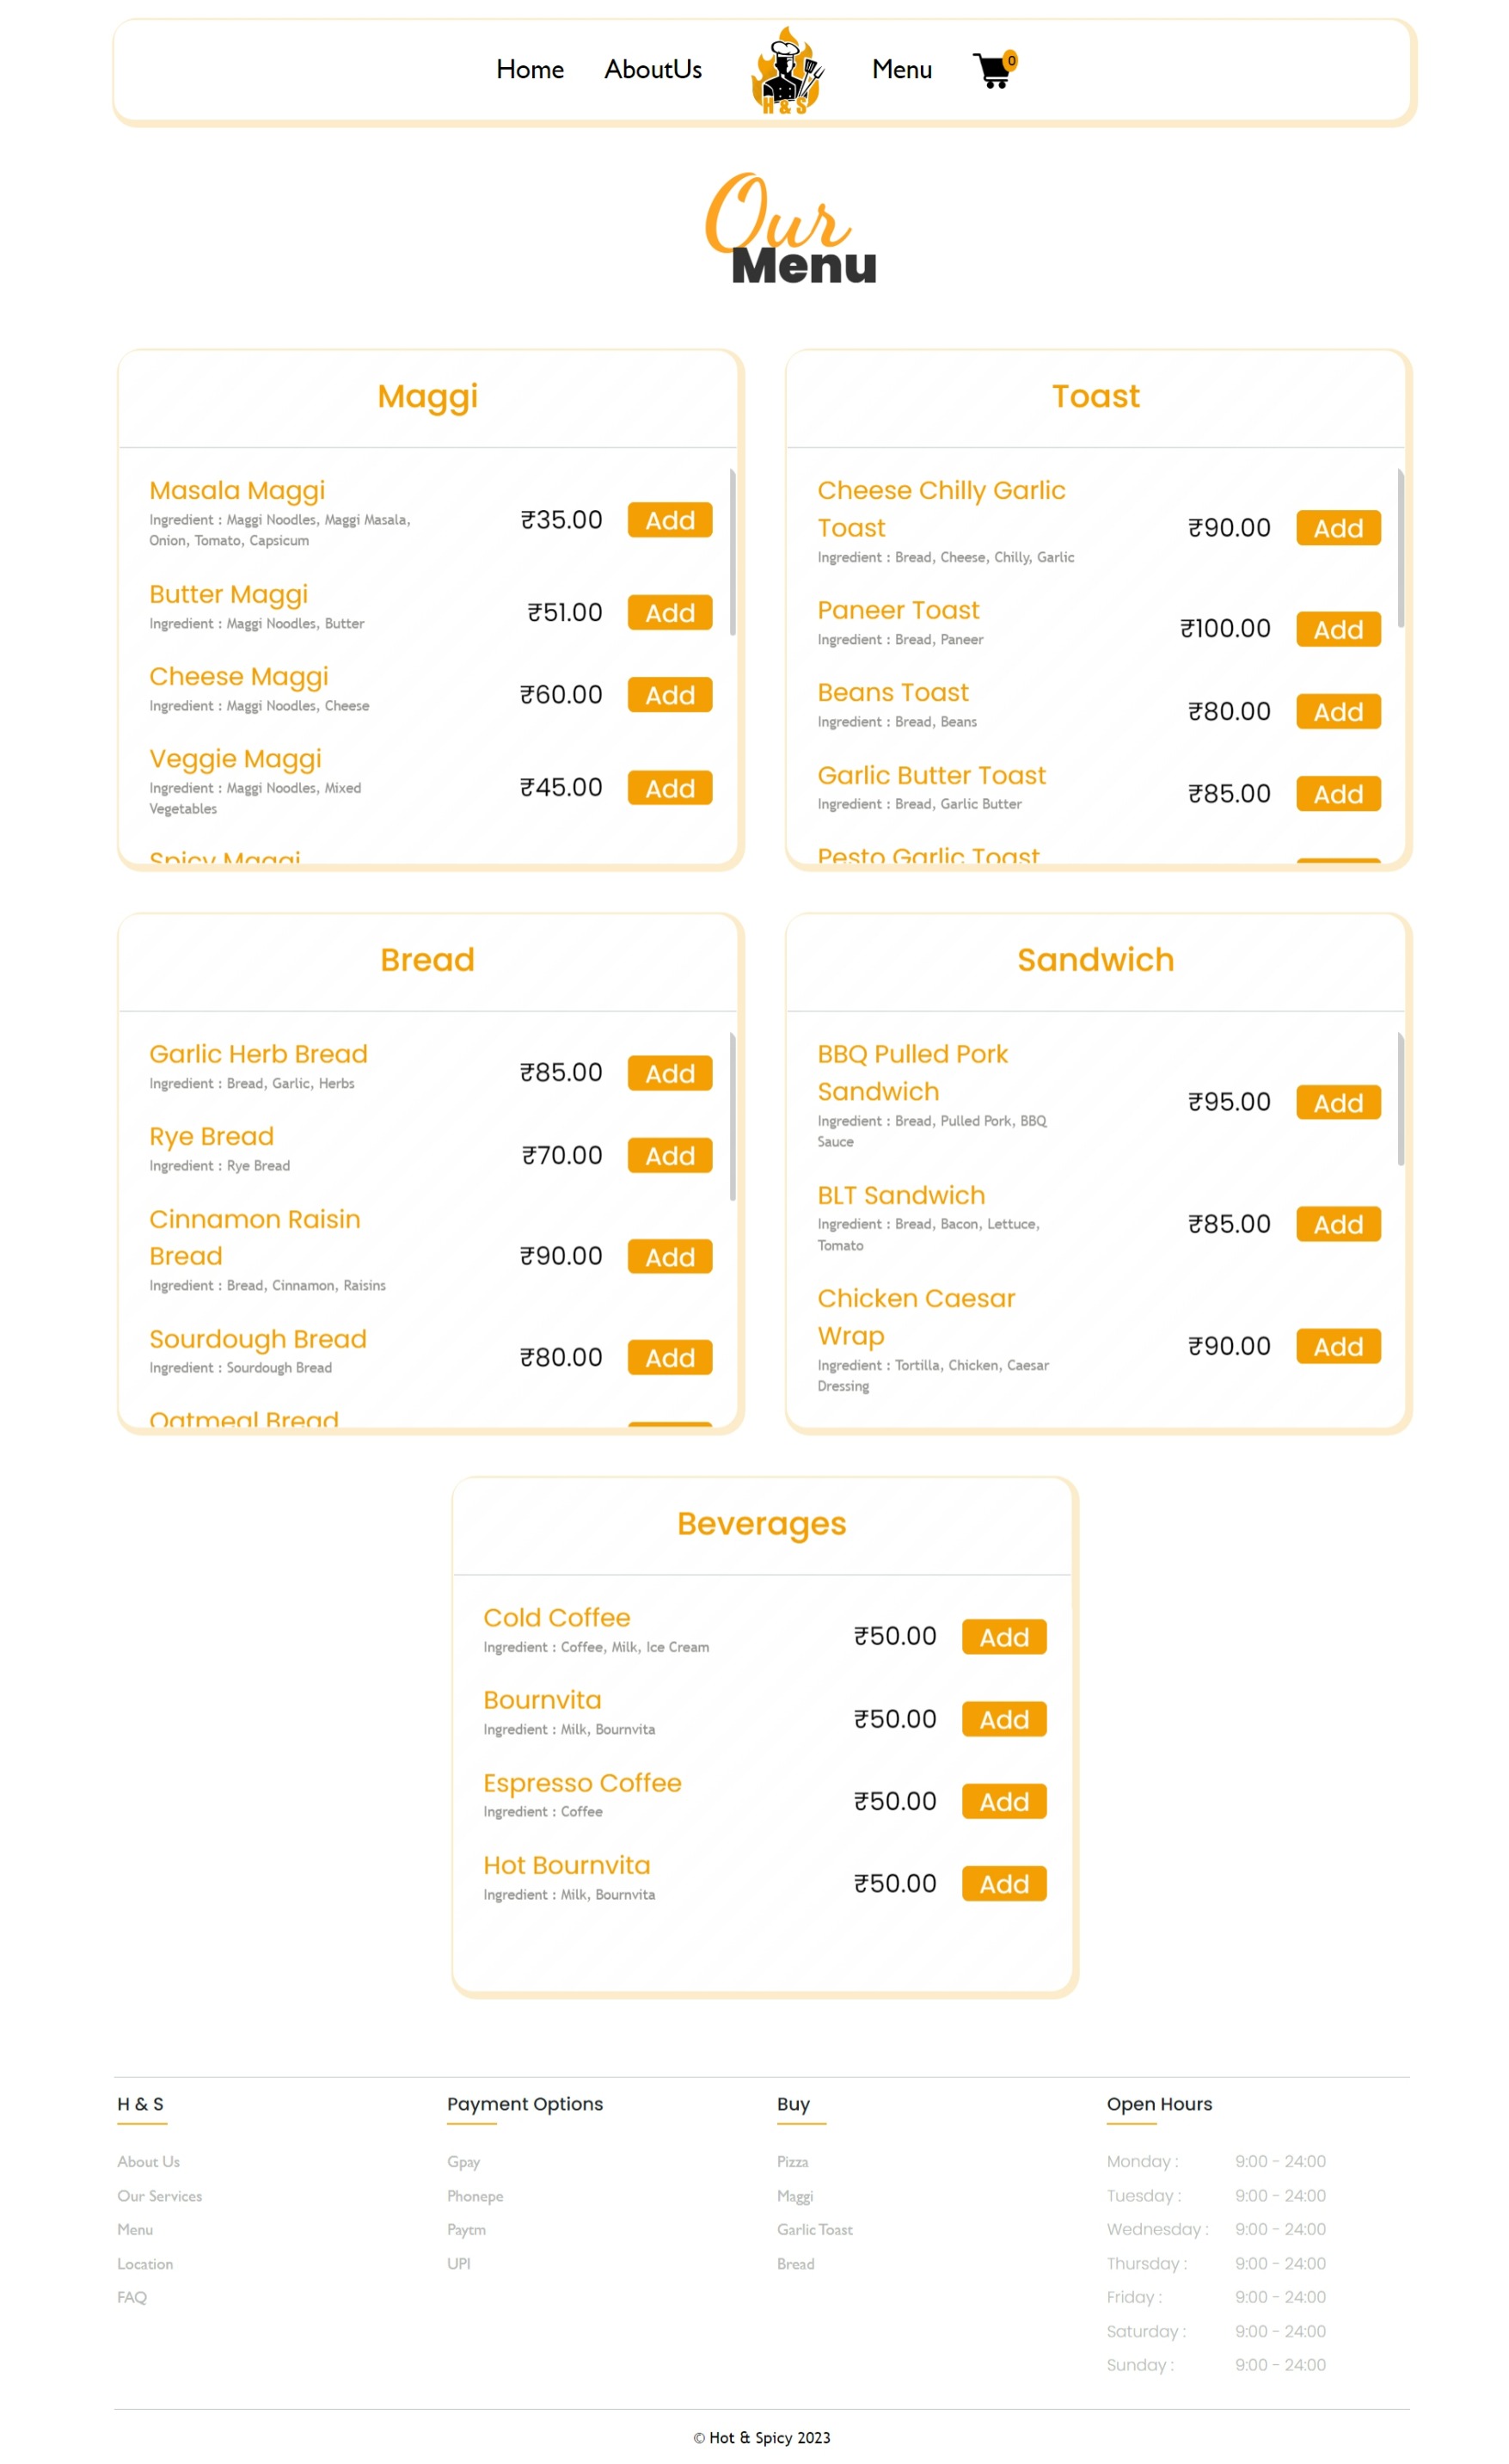 Home AboutUs H & S Menu 0
Our
Menu
Maggi
Masala Maggi
Ingredient : Maggi Noodles, Maggi Masala,
Onion, Tomato, Capsicum
₹35.00 Add
Butter Maggi
Ingredient : Maggi Noodles, Butter
₹51.00 Add
Cheese Maggi
Ingredient : Maggi Noodles, Cheese
₹60.00 Add
Veggie Maggi
Ingredient : Maggi Noodles, Mixed
Vegetables
₹45.00 Add
Spicy Maggi
Toast
Cheese Chilly Garlic
Toast
Ingredient : Bread, Cheese, Chilly, Garlic
₹90.00 Add
Paneer Toast
Ingredient : Bread, Paneer
₹100.00 Add
Beans Toast
Ingredient : Bread, Beans
₹80.00 Add
Garlic Butter Toast
Ingredient : Bread, Garlic Butter
₹85.00 Add
Pesto Garlic Toast
Bread
Garlic Herb Bread
Ingredient : Bread, Garlic, Herbs
₹85.00 Add
Rye Bread
Ingredient : Rye Bread
₹70.00 Add
Cinnamon Raisin
Bread
Ingredient : Bread, Cinnamon, Raisins
₹90.00 Add
Sourdough Bread
Ingredient : Sourdough Bread
₹80.00 Add
Oatmeal Bread
Sandwich
BBQ Pulled Pork
Sandwich
Ingredient : Bread, Pulled Pork, BBQ
Sauce
₹95.00 Add
BLT Sandwich
Ingredient : Bread, Bacon, Lettuce,
Tomato
₹85.00 Add
Chicken Caesar
Wrap
Ingredient : Tortilla, Chicken, Caesar
Dressing
₹90.00 Add
Beverages
Cold Coffee
Ingredient : Coffee, Milk, Ice Cream
₹50.00 Add
Bournvita
Ingredient : Milk, Bournvita
₹50.00 Add
Espresso Coffee
Ingredient : Coffee
₹50.00 Add
Hot Bournvita
Ingredient : Milk, Bournvita
₹50.00 Add
H & S
About Us
Our Services
Menu
Location
FAQ
Payment Options
Gpay
Phonepe
Paytm
UPI
Buy
Pizza
Maggi
Garlic Toast
Bread
Open Hours
Monday : 9:00 - 24:00
Tuesday : 9:00 - 24:00
Wednesday : 9:00 - 24:00
Thursday : 9:00 - 24:00
Friday : 9:00 - 24:00
Saturday : 9:00 - 24:00
Sunday : 9:00 - 24:00
© Hot & Spicy 2023